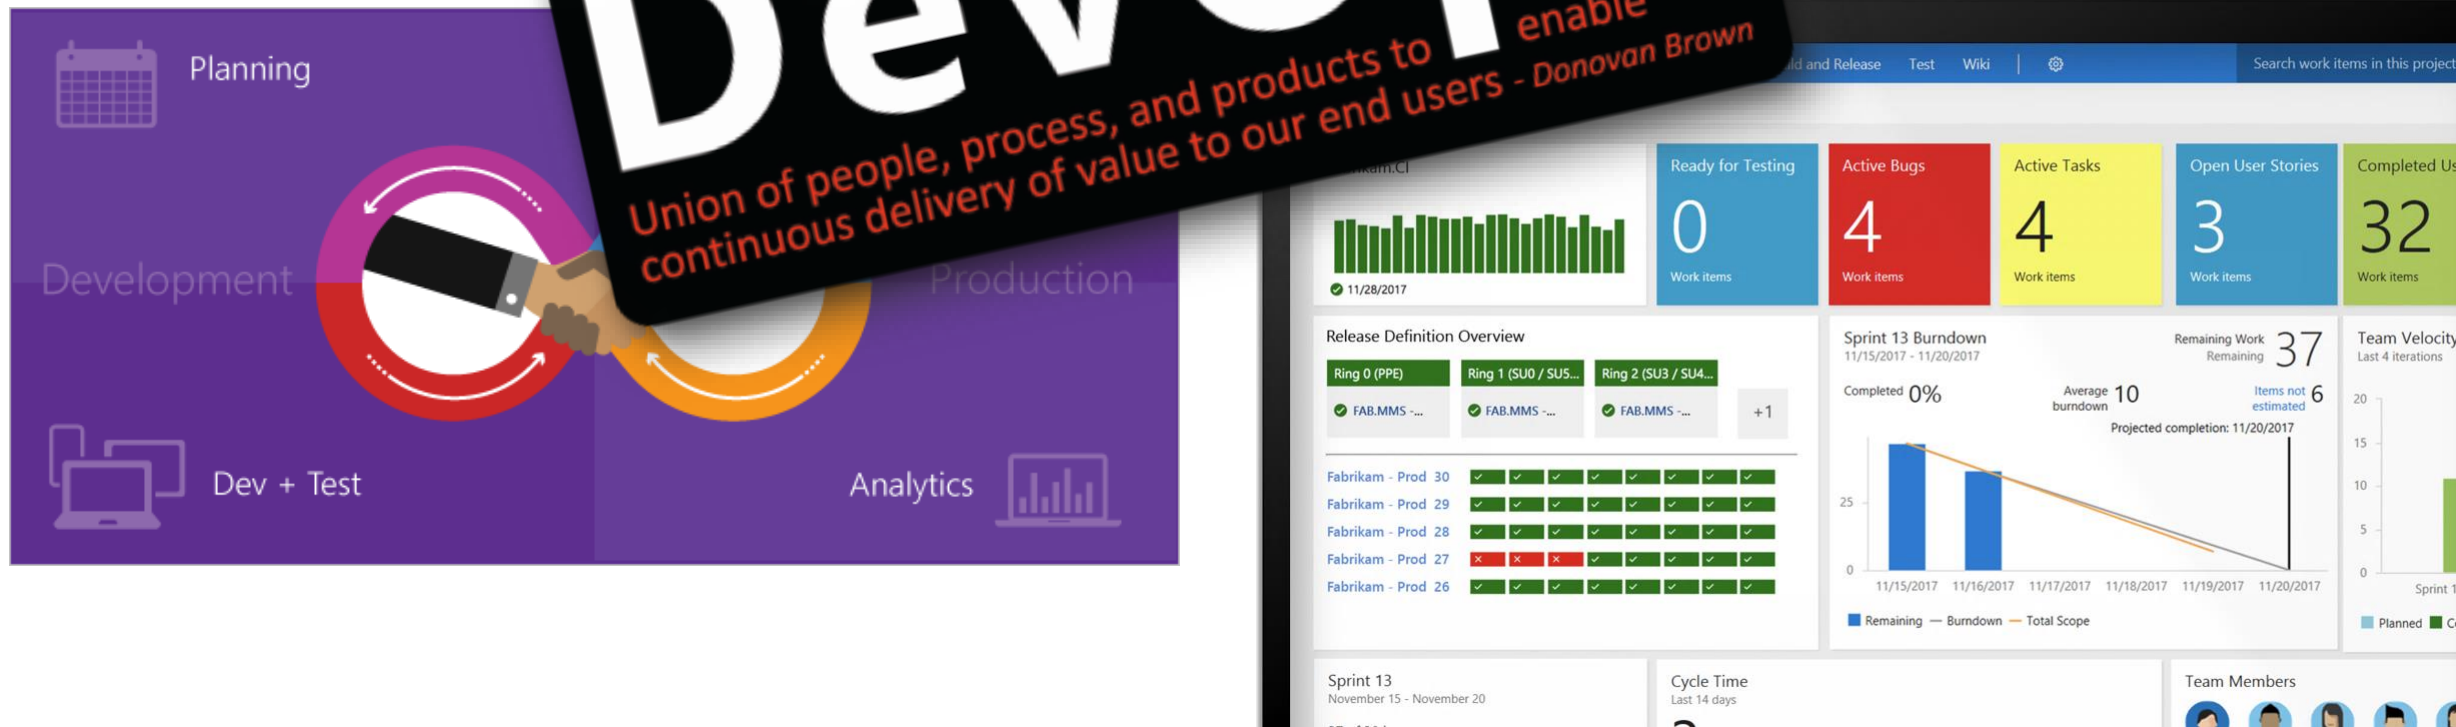 Planning
Development
Production
Dev + Test
Analytics
Union of people, process, and products to enable
continuous delivery of value to our end users - Donovan Brown
and Release Test Wiki
Search work items in this project
11/28/2017
Ready for Testing
0
Work items
Active Bugs
4
Work items
Active Tasks
4
Work items
Open User Stories
3
Work items
Completed
32
Work items
Release Definition Overview
Ring 0 (PPE)
Ring 1 (SU0 / SU5...
Ring 2 (SU3 / SU4...
FAB.MMS -...
FAB.MMS -...
FAB.MMS -...
+1
Fabrikam - Prod 30
Fabrikam - Prod 29
Fabrikam - Prod 28
Fabrikam - Prod 27
Fabrikam - Prod 26
Sprint 13 Burndown
11/15/2017 - 11/20/2017
Remaining Work
Remaining
37
Completed 0%
Average
burndown
10
Items not
estimated
6
Projected completion: 11/20/2017
25
0
11/15/2017 11/16/2017 11/17/2017 11/18/2017 11/19/2017 11/20/2017
Remaining Burndown Total Scope
Team Velocity
Last 4 iterations
20
15
10
5
0
Sprint
Planned
Sprint 13
November 15 - November 20
Cycle Time
Last 14 days
Team Members